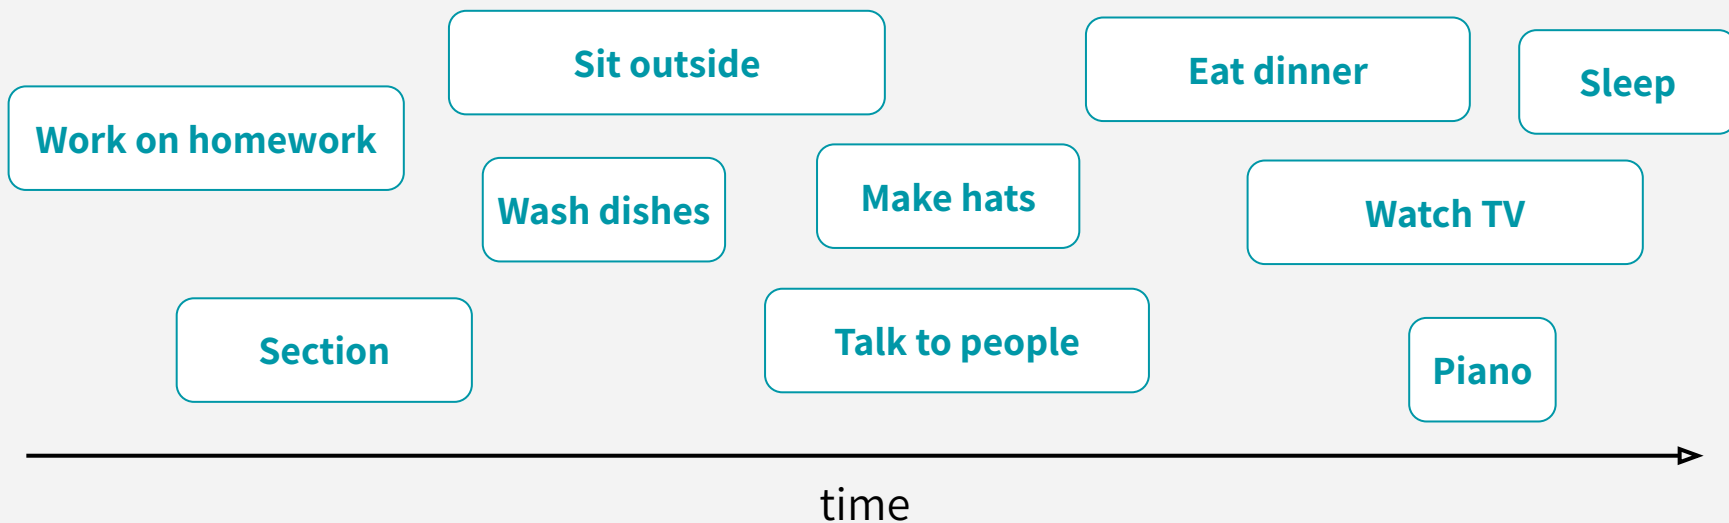 Sit outside
Eat dinner
Sleep
Work on homework
Wash dishes
Make hats
Watch TV
Section
Talk to people
Piano
time